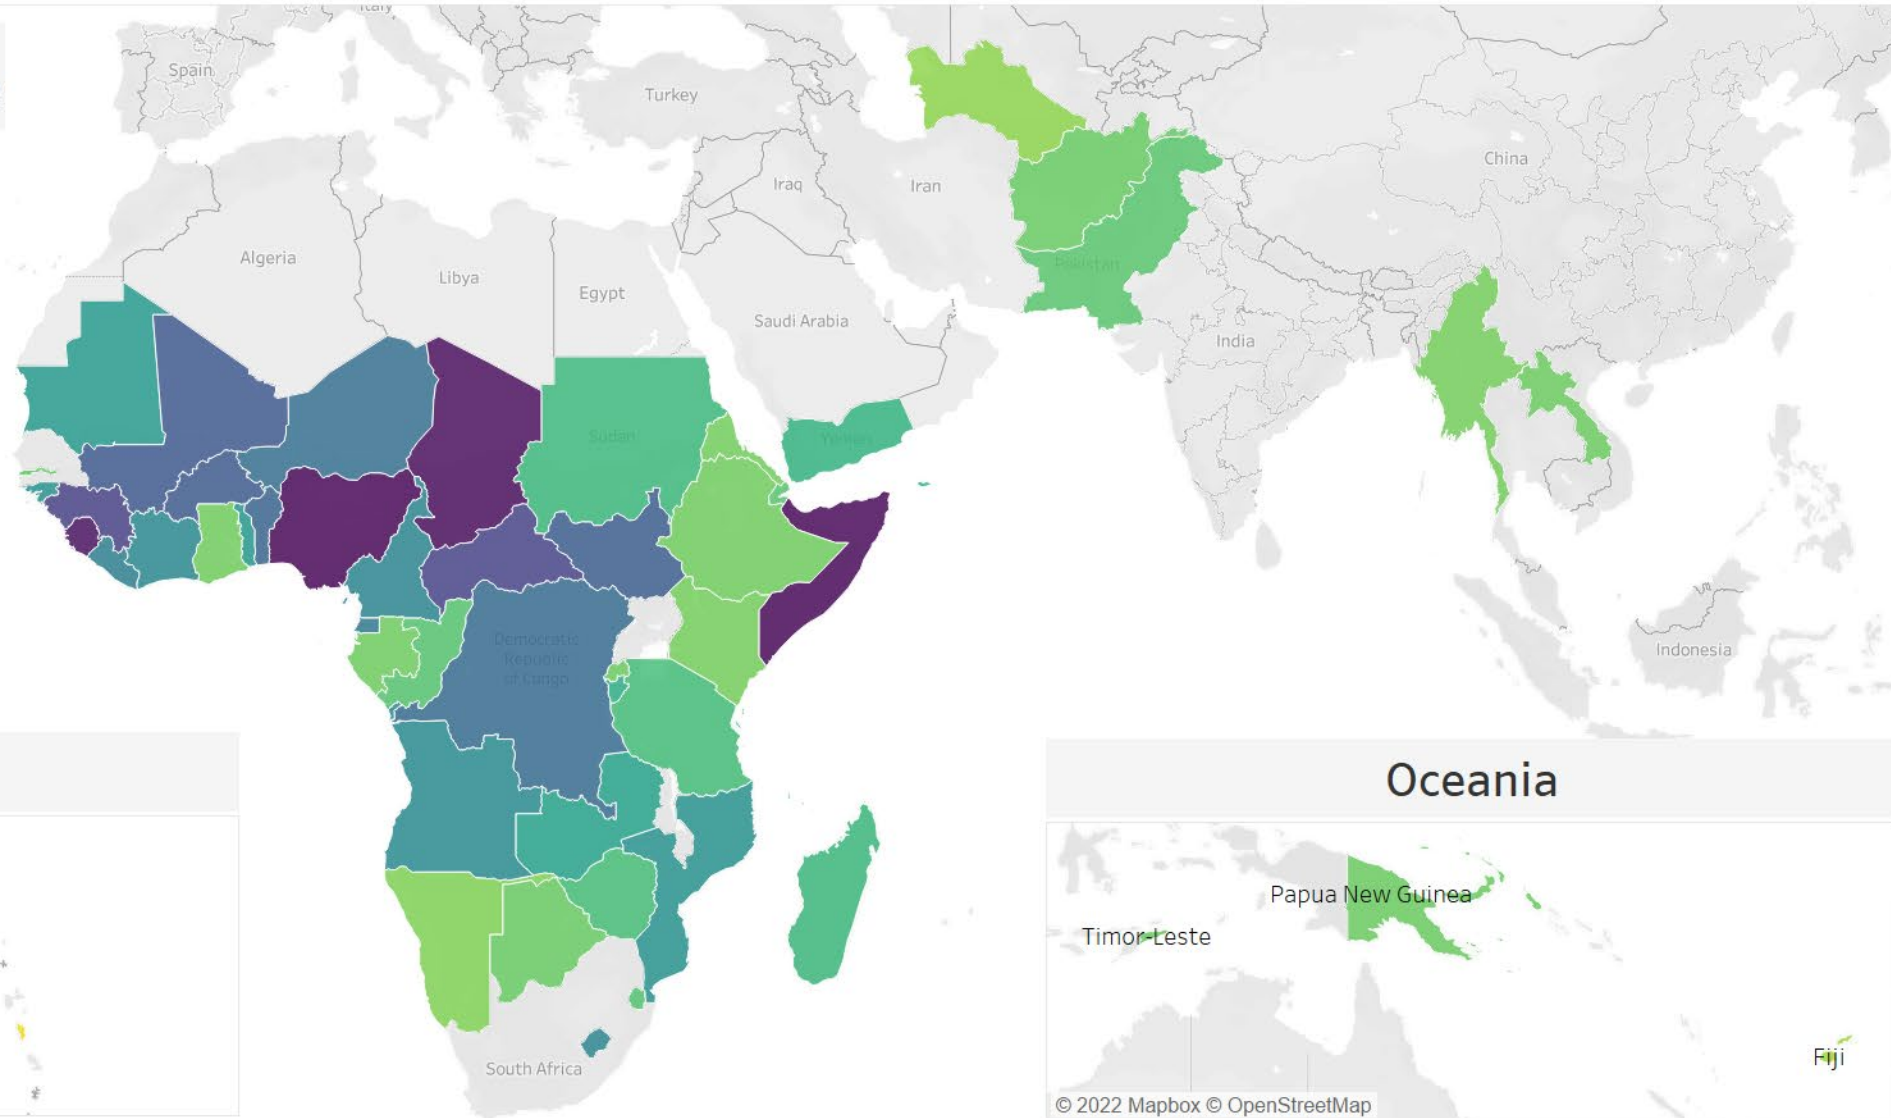 Italy
Spain
Turkey
China
Iraq
Iran
Algeria
Pakistan
Libya
Egypt
Saudi Arabia
India
Sudan
Yemen
Democratic
Republic
of Congo
Indonesia
South Africa
Oceania
Papua New Guinea
Timor-Leste
Fiji
© 2022 Mapbox © OpenStreetMap